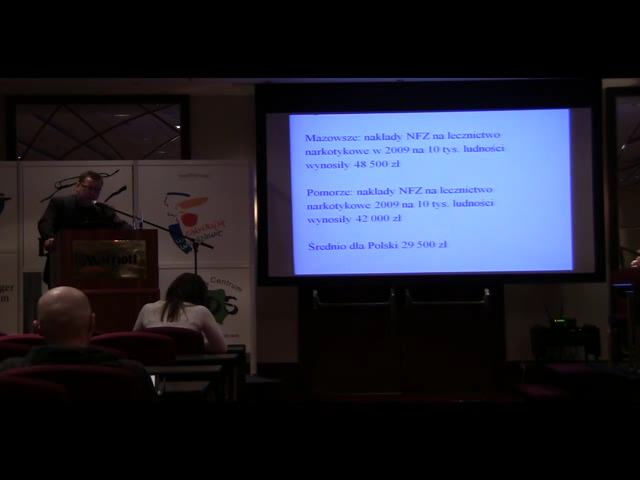 Mazowsze: nakłady NFZ na lecznictwo
narkotykowe w 2009 na 10 tys. ludności
wynosiły 48 500 zł
Pomorze: nakłady NFZ na lecznictwo
narkotykowe 2009 na 10 tys. ludności
wynosiły 42 000 zł
Średnio dla Polski 29 500 zł
Marriott
Centrum